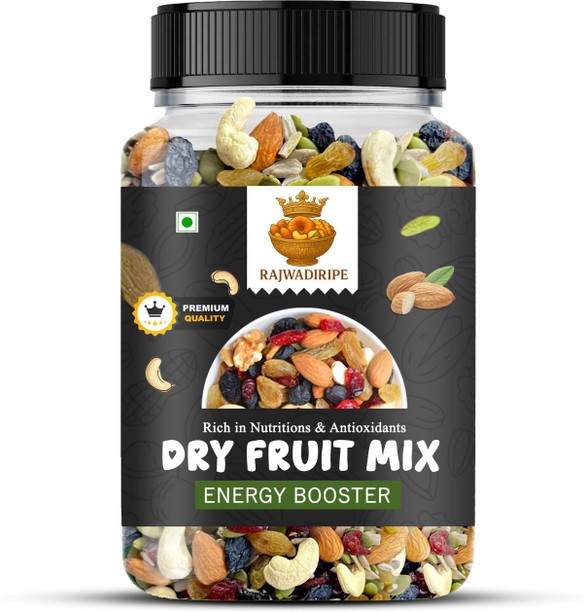 RAJWADIRIPE
PREMIUM
QUALITY
Rich in Nutritions & Antioxidants
DRY FRUIT MIX
ENERGY BOOSTER